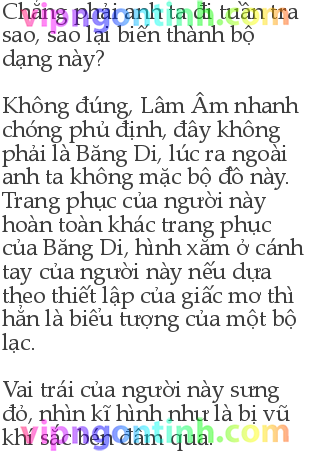 Chẳng phải anh ta đi tuần tra
sao, sao lại biến thành bộ
dạng này?
Không đúng, Lâm Âm nhanh
chóng phủ định, đây không
phải là Băng Di, lúc ra ngoài
anh ta không mặc bộ đồ này.
Trang phục của người này
hoàn toàn khác trang phục
của Băng Di, hình xăm ở cánh
tay của người này nếu dựa
theo thiết lập của giấc mơ thì
hẳn là biểu tượng của một bộ
lạc.
Vai trái của người này sưng
đỏ, nhìn kĩ hình như là bị vũ
khí sắc bén đâm qua.
vipngontinh.com
vipngontinh.com